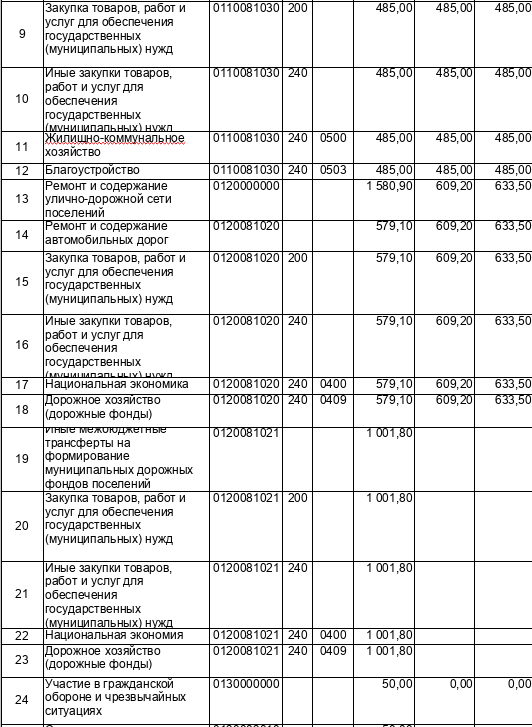 9 Закупка товаров, работ и 0110081030 200 485,00 485,00 485,00
услуг для обеспечения
государственных
(муниципальных) нужд
10 Иные закупки товаров, 0110081030 240 485,00 485,00 485,00
работ и услуг для
обеспечения
государственных
(муниципальных) нужд
11 Жилищно-коммунальное 0110081030 240 0500 485,00 485,00 485,00
хозяйство
12 Благоустройство 0110081030 240 0503 485,00 485,00 485,00
13 Ремонт и содержание 0120000000 1 580,90 609,20 633,50
улично-дорожной сети
поселений
14 Ремонт и содержание 0120081020 579,10 609,20 633,50
автомобильных дорог
15 Закупка товаров, работ и 0120081020 200 579,10 609,20 633,50
услуг для обеспечения
государственных
(муниципальных) нужд
16 Иные закупки товаров, 0120081020 240 579,10 609,20 633,50
работ и услуг для
обеспечения
государственных
(муниципальных) нужд
17 Национальная экономика 0120081020 240 0400 579,10 609,20 633,50
18 Дорожное хозяйство 0120081020 240 0409 579,10 609,20 633,50
(дорожные фонды)
19 Иные межбюджетные 0120081021 1 001,80
трансферты на
формирование
муниципальных дорожных
фондов поселений
20 Закупка товаров, работ и 0120081021 200 1 001,80
услуг для обеспечения
государственных
(муниципальных) нужд
21 Иные закупки товаров, 0120081021 240 1 001,80
работ и услуг для
обеспечения
государственных
(муниципальных) нужд
22 Национальная экономия 0120081021 240 0400 1 001,80
23 Дорожное хозяйство 0120081021 240 0409 1 001,80
(дорожные фонды)
24 Участие в гражданской 0130000000 50,00 0,00 0,00
обороне и чрезвычайных
ситуациях